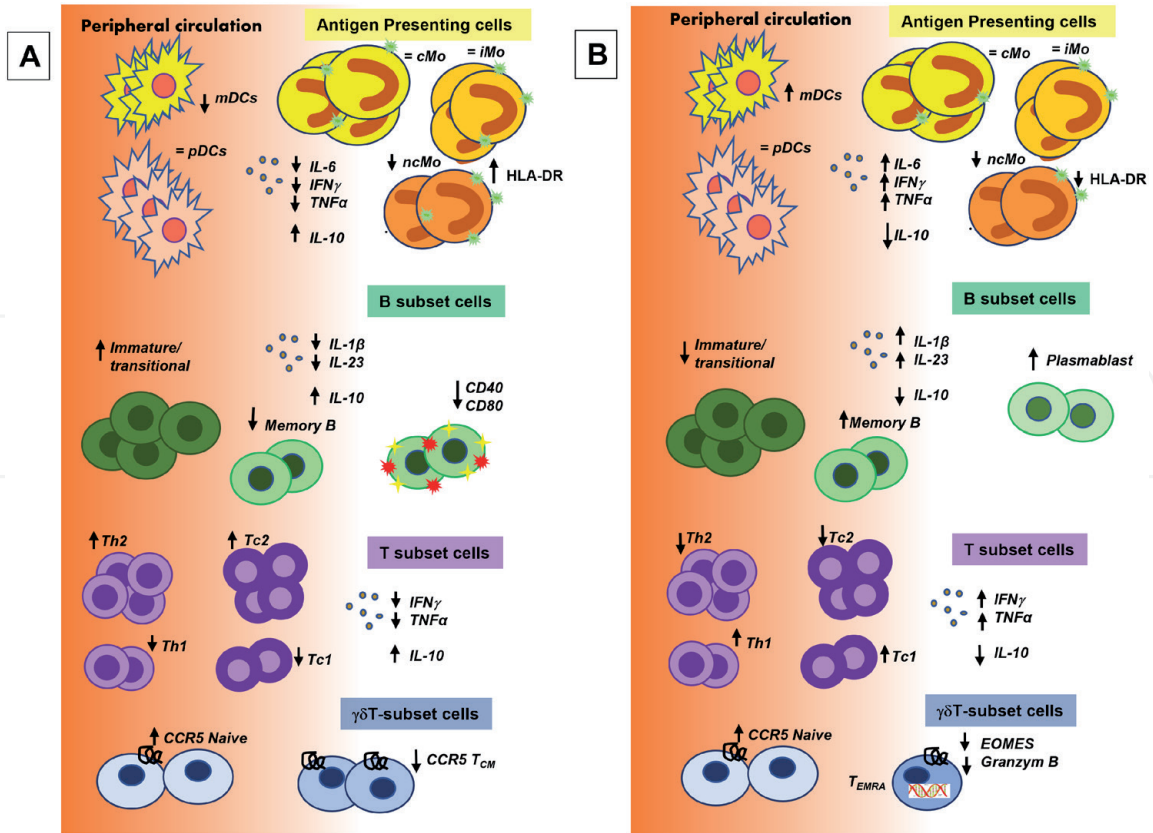 A
Peripheral circulation
Antigen Presenting cells
↓ mDCs
= cMo
= iMo
= pDCs
↓ IL-6
↓ IFNγ
↓ TNFα
↑ IL-10
↓ ncMo
↑ HLA-DR
B subset cells
↑ Immature/
transitional
↓ IL-1β
↓ IL-23
↑ IL-10
↓ Memory B
↓ CD40
CD80
T subset cells
↑ Th2
↑ Tc2
↓ IFNγ
↓ TNFα
↑ IL-10
↓ Th1
↓ Tc1
γδT-subset cells
↑ CCR5 Naive
↓ CCR5 T_CM
B
Peripheral circulation
Antigen Presenting cells
↑ mDCs
= cMo
= iMo
= pDCs
↑ IL-6
↑ IFNγ
↑ TNFα
↓ IL-10
↓ ncMo
↓ HLA-DR
B subset cells
↓ Immature/
transitional
↑ IL-1β
↑ IL-23
↓ IL-10
↑ Memory B
↑ Plasmablast
T subset cells
↓ Th2
↓ Tc2
↑ IFNγ
↑ TNFα
↓ IL-10
↑ Th1
↑ Tc1
γδT-subset cells
↑ CCR5 Naive
↓ EOMES
↓ Granzym B
T_EMRA